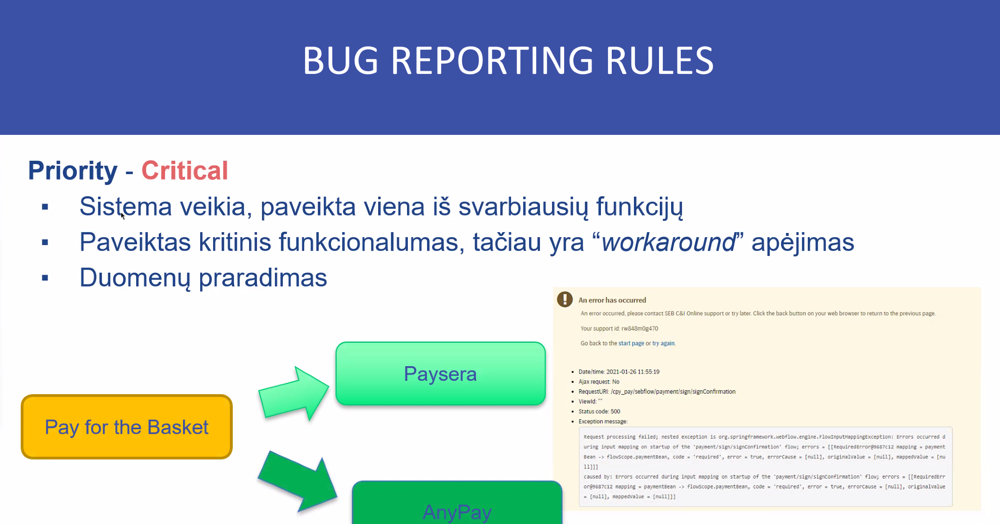 BUG REPORTING RULES
Priority - Critical
▪ Sistema veikia, paveikta viena iš svarbiausių funkcijų
▪ Paveiktas kritinis funkcionalumas, tačiau yra “workaround” apėjimas
▪ Duomenų praradimas
Pay for the Basket
Paysera
AnyPay
An error has occurred
An error occurred, please contact SEB C&I Online support or try later. Click the back button on your web browser to return to the previous page.
Your support id: rw848m0g470
Go back to the start page or try again.
• Date/time: 2021-01-26 11:55:19
• Ajax request: No
• RequestURI: /cpy_pay/sebflow/payment/sign/signConfirmation
• ViewId: ""
• Status code: 500
• Exception message:
Request processing failed; nested exception is org.springframework.webflow.engine.FlowInputMappingException: Errors occurred d
uring input mapping on startup of the 'payment/sign/signConfirmation' flow; errors = [[RequiredError@9687c12 mapping = payment
Bean -> flowScope.paymentBean, code = 'required', error = true, errorCause = [null], originalValue = [null], mappedValue = [nu
ll]]]
caused by: Errors occurred during input mapping on startup of the 'payment/sign/signConfirmation' flow; errors = [[RequiredErr
or@9687c12 mapping = paymentBean -> flowScope.paymentBean, code = 'required', error = true, errorCause = [null], originalValue
= [null], mappedValue = [null]]]